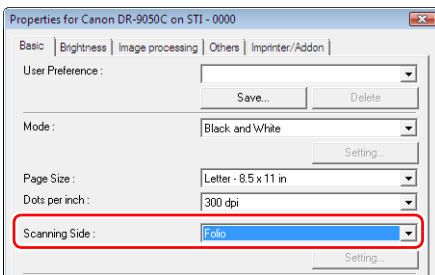 Properties for Canon DR-9050C on STI - 0000
Basic Brightness Image processing Others Imprinter/Addon
User Preference :
Save... Delete
Mode : Black and White
Setting...
Page Size : Letter - 8.5 x 11 in
Dots per inch : 300 dpi
Scanning Side : Folio
Setting...